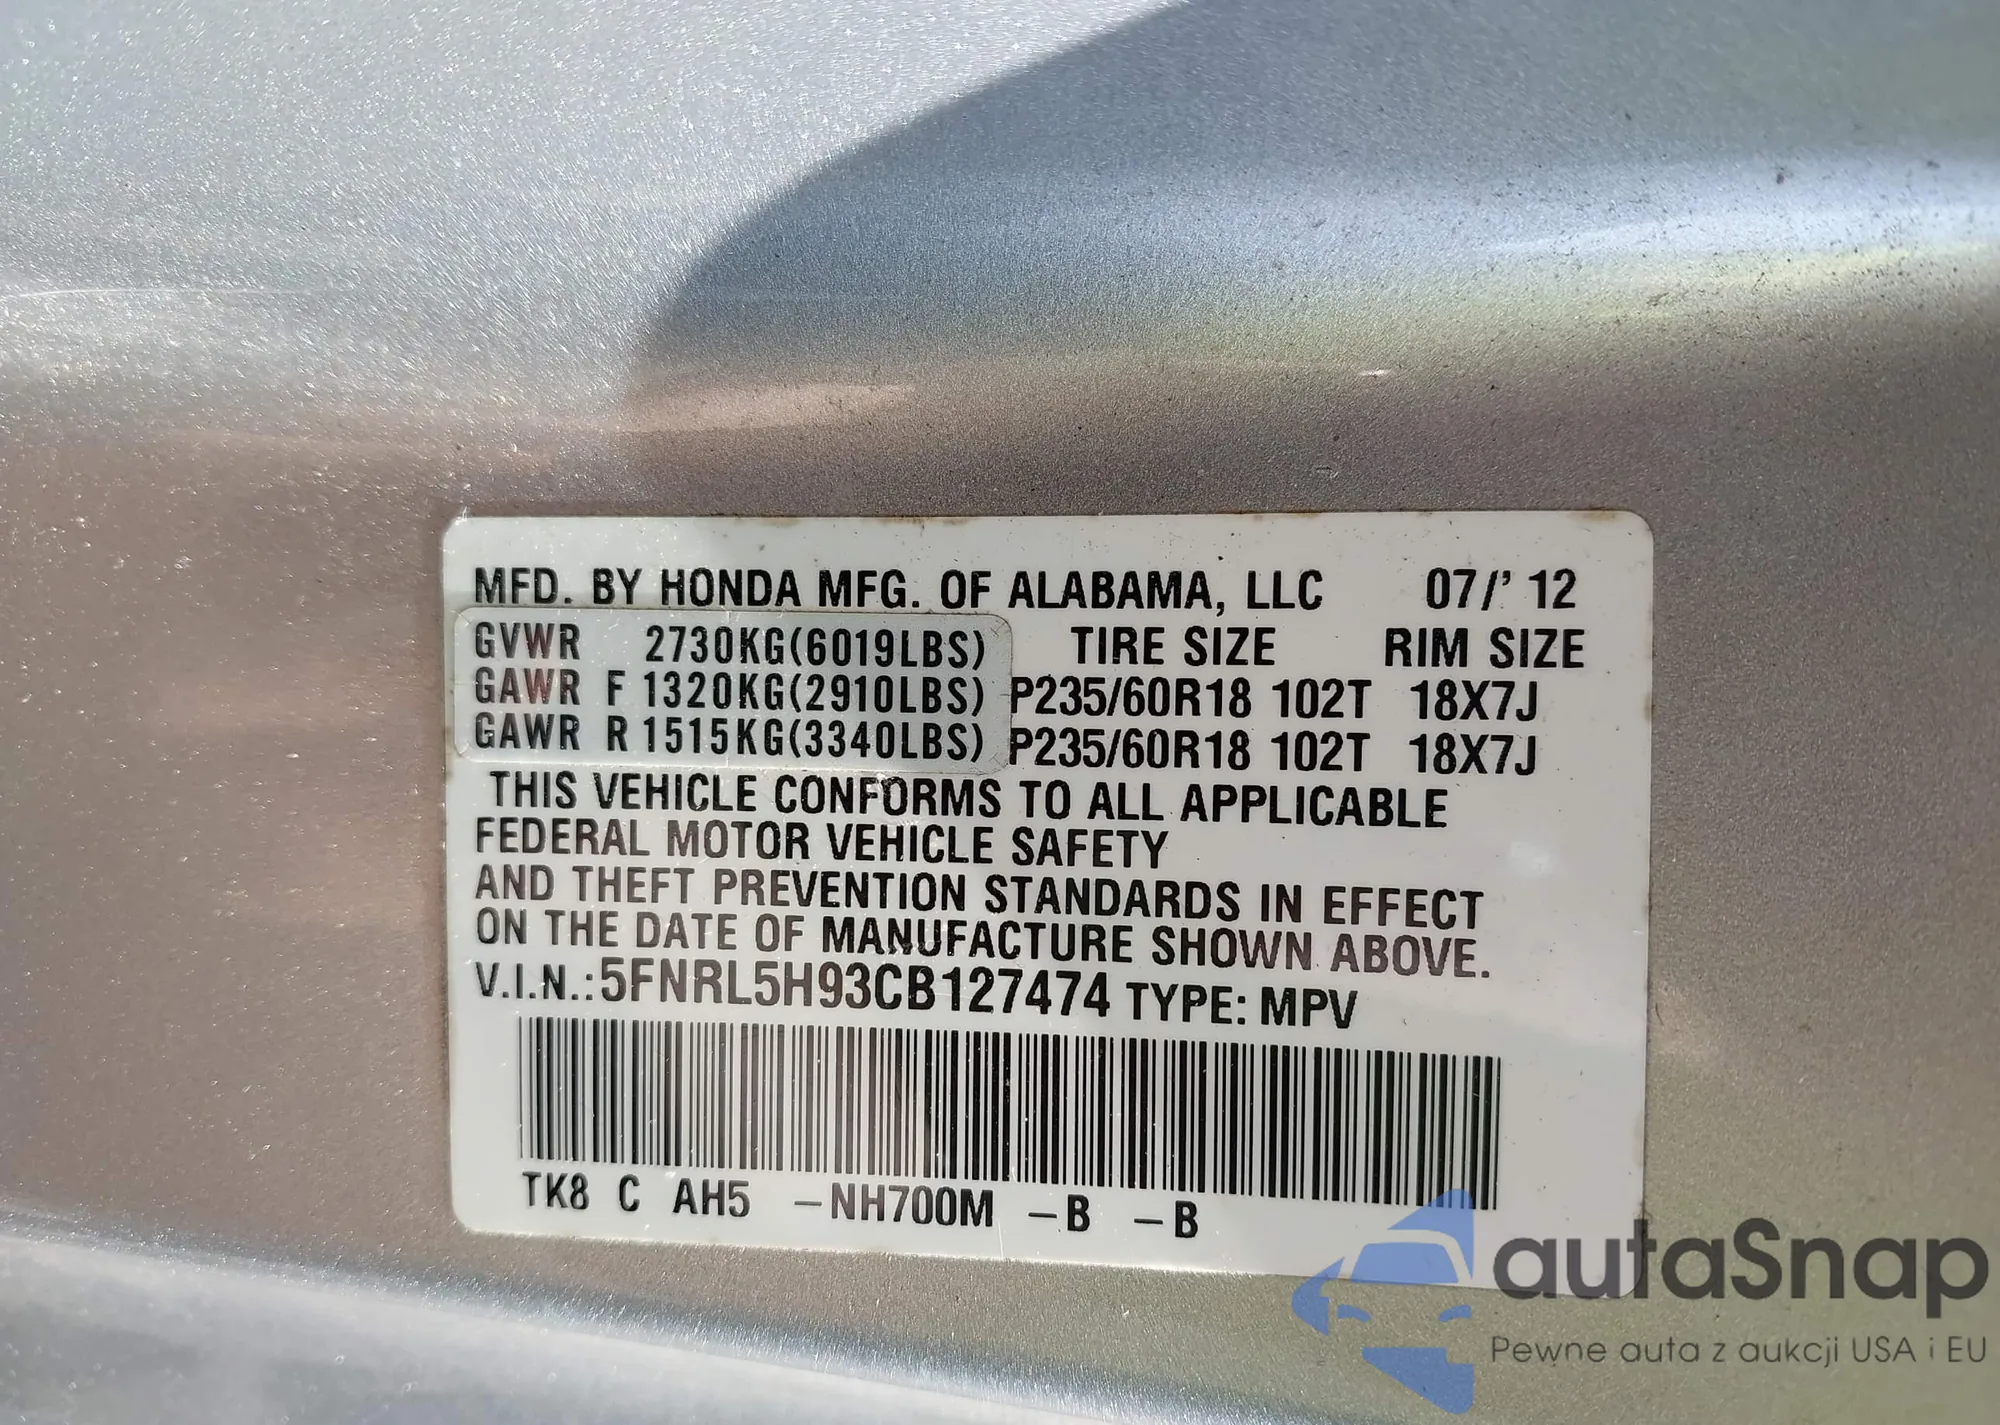 MFD. BY HONDA MFG. OF ALABAMA, LLC 07/' 12
GVWR 2730KG(6019LBS) TIRE SIZE RIM SIZE
GAWR F 1320KG(2910LBS) P235/60R18 102T 18X7J
GAWR R 1515KG(3340LBS) P235/60R18 102T 18X7J
THIS VEHICLE CONFORMS TO ALL APPLICABLE
FEDERAL MOTOR VEHICLE SAFETY
AND THEFT PREVENTION STANDARDS IN EFFECT
ON THE DATE OF MANUFACTURE SHOWN ABOVE.
V.I.N.: 5FNRL5H93CB127474 TYPE: MPV
TK8 C AH5 -NH700M -B -B
autaSnap
Pewne auta z aukcji USA i EU